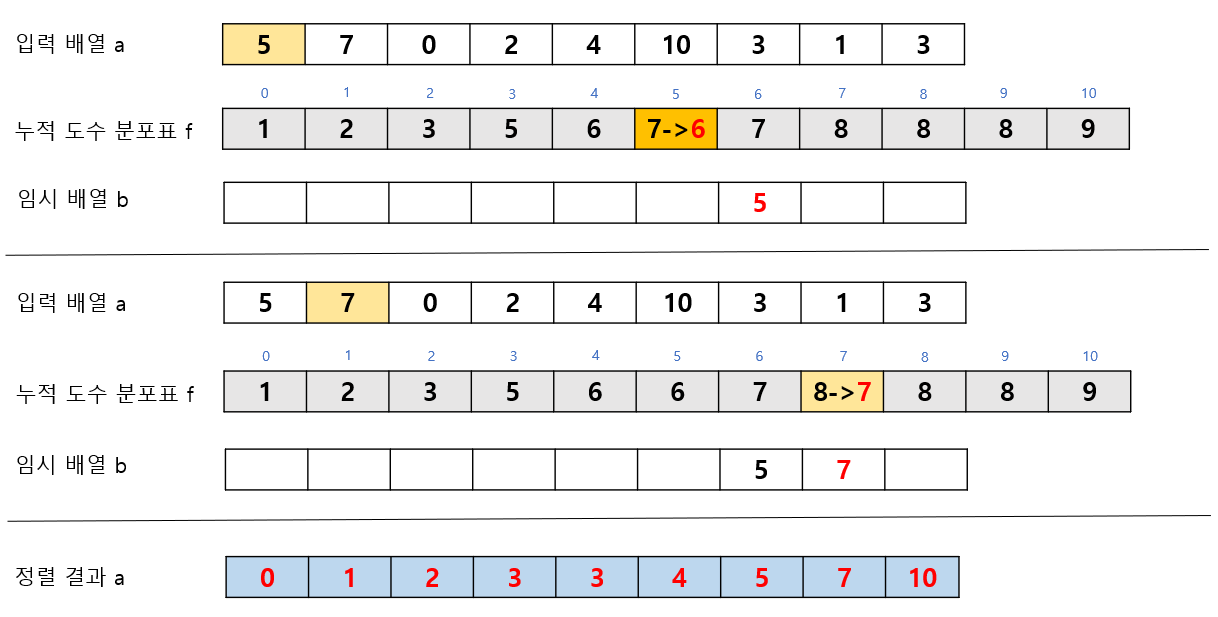 입력 배열 a 5 7 0 2 4 10 3 1 3
0 1 2 3 4 5 6 7 8 9 10
누적 도수 분포표 f 1 2 3 5 6 7->6 7 8 8 8 9
임시 배열 b 5
입력 배열 a 5 7 0 2 4 10 3 1 3
0 1 2 3 4 5 6 7 8 9 10
누적 도수 분포표 f 1 2 3 5 6 6 7 8->7 8 8 9
임시 배열 b 5 7
정렬 결과 a 0 1 2 3 3 4 5 7 10